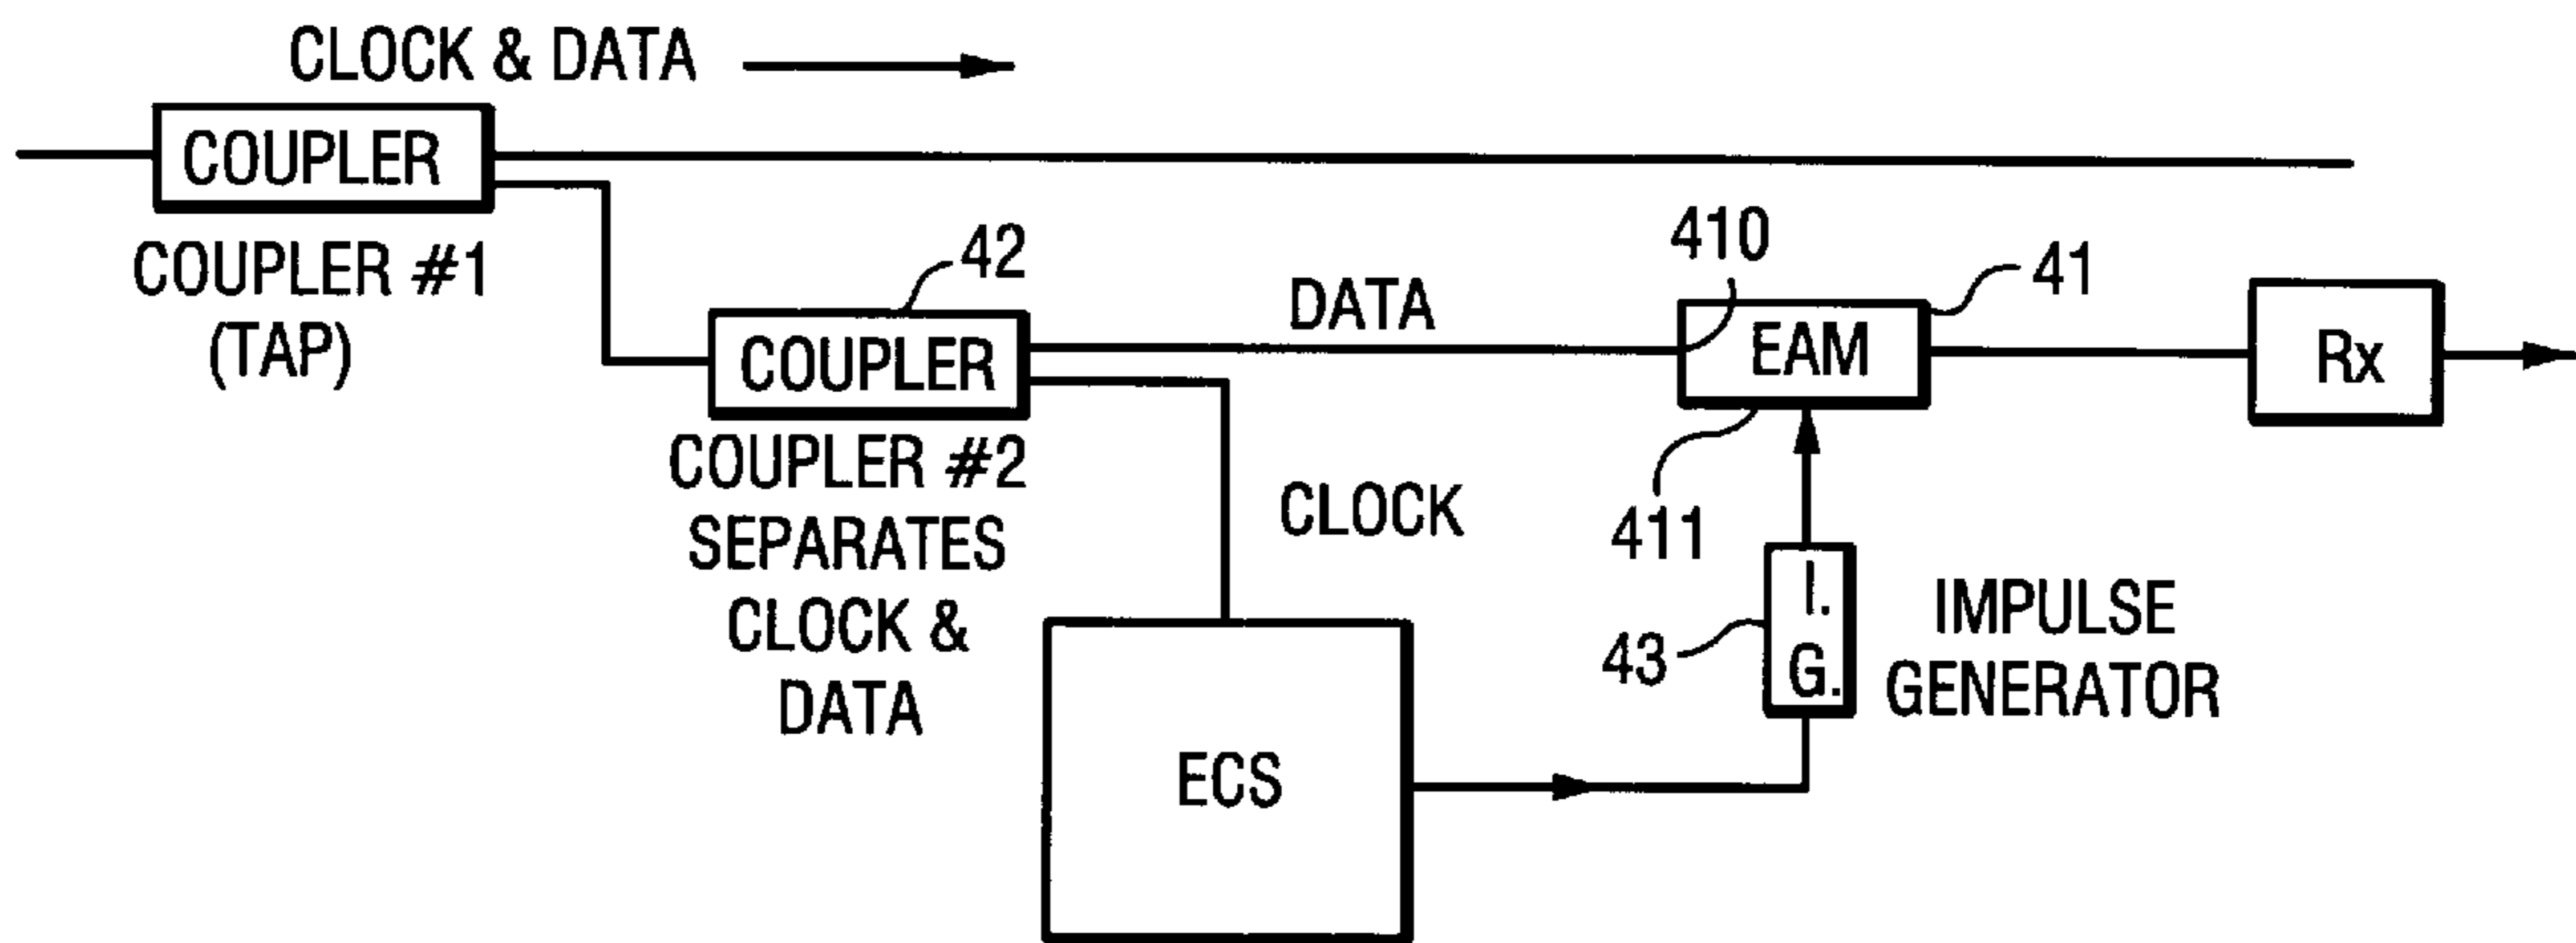 CLOCK & DATA
COUPLER
COUPLER #1
(TAP)
42
COUPLER
COUPLER #2
SEPARATES
CLOCK &
DATA
DATA
CLOCK
410
EAM
41
411
Rx
ECS
43
I.
G.
IMPULSE
GENERATOR